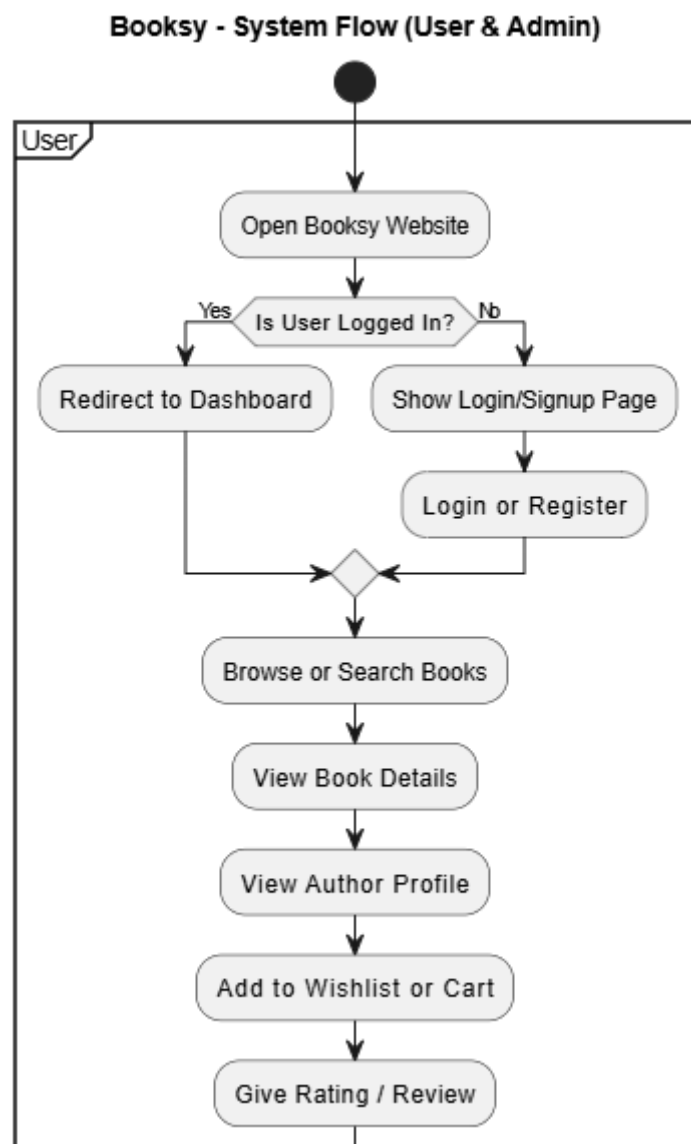 Booksy - System Flow (User & Admin)
User
Open Booksy Website
Yes
Is User Logged In?
No
Redirect to Dashboard
Show Login/Signup Page
Login or Register
Browse or Search Books
View Book Details
View Author Profile
Add to Wishlist or Cart
Give Rating / Review